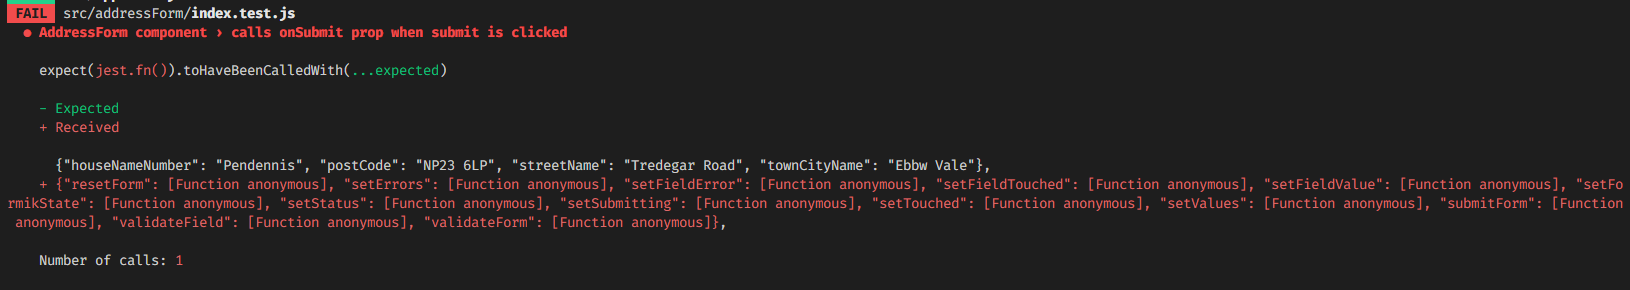 FAIL src/addressForm/index.test.js
● AddressForm component › calls onSubmit prop when submit is clicked
expect(jest.fn()).toHaveBeenCalledWith(...expected)
- Expected
+ Received
{"houseNameNumber": "Pendennis", "postCode": "NP23 6LP", "streetName": "Tredegar Road", "townCityName": "Ebbw Vale"},
+ {"resetForm": [Function anonymous], "setErrors": [Function anonymous], "setFieldError": [Function anonymous], "setFieldTouched": [Function anonymous], "setFieldValue": [Function anonymous], "setFo
rmikState": [Function anonymous], "setStatus": [Function anonymous], "setSubmitting": [Function anonymous], "setTouched": [Function anonymous], "setValues": [Function anonymous], "submitForm": [Function
anonymous], "validateField": [Function anonymous], "validateForm": [Function anonymous]},
Number of calls: 1